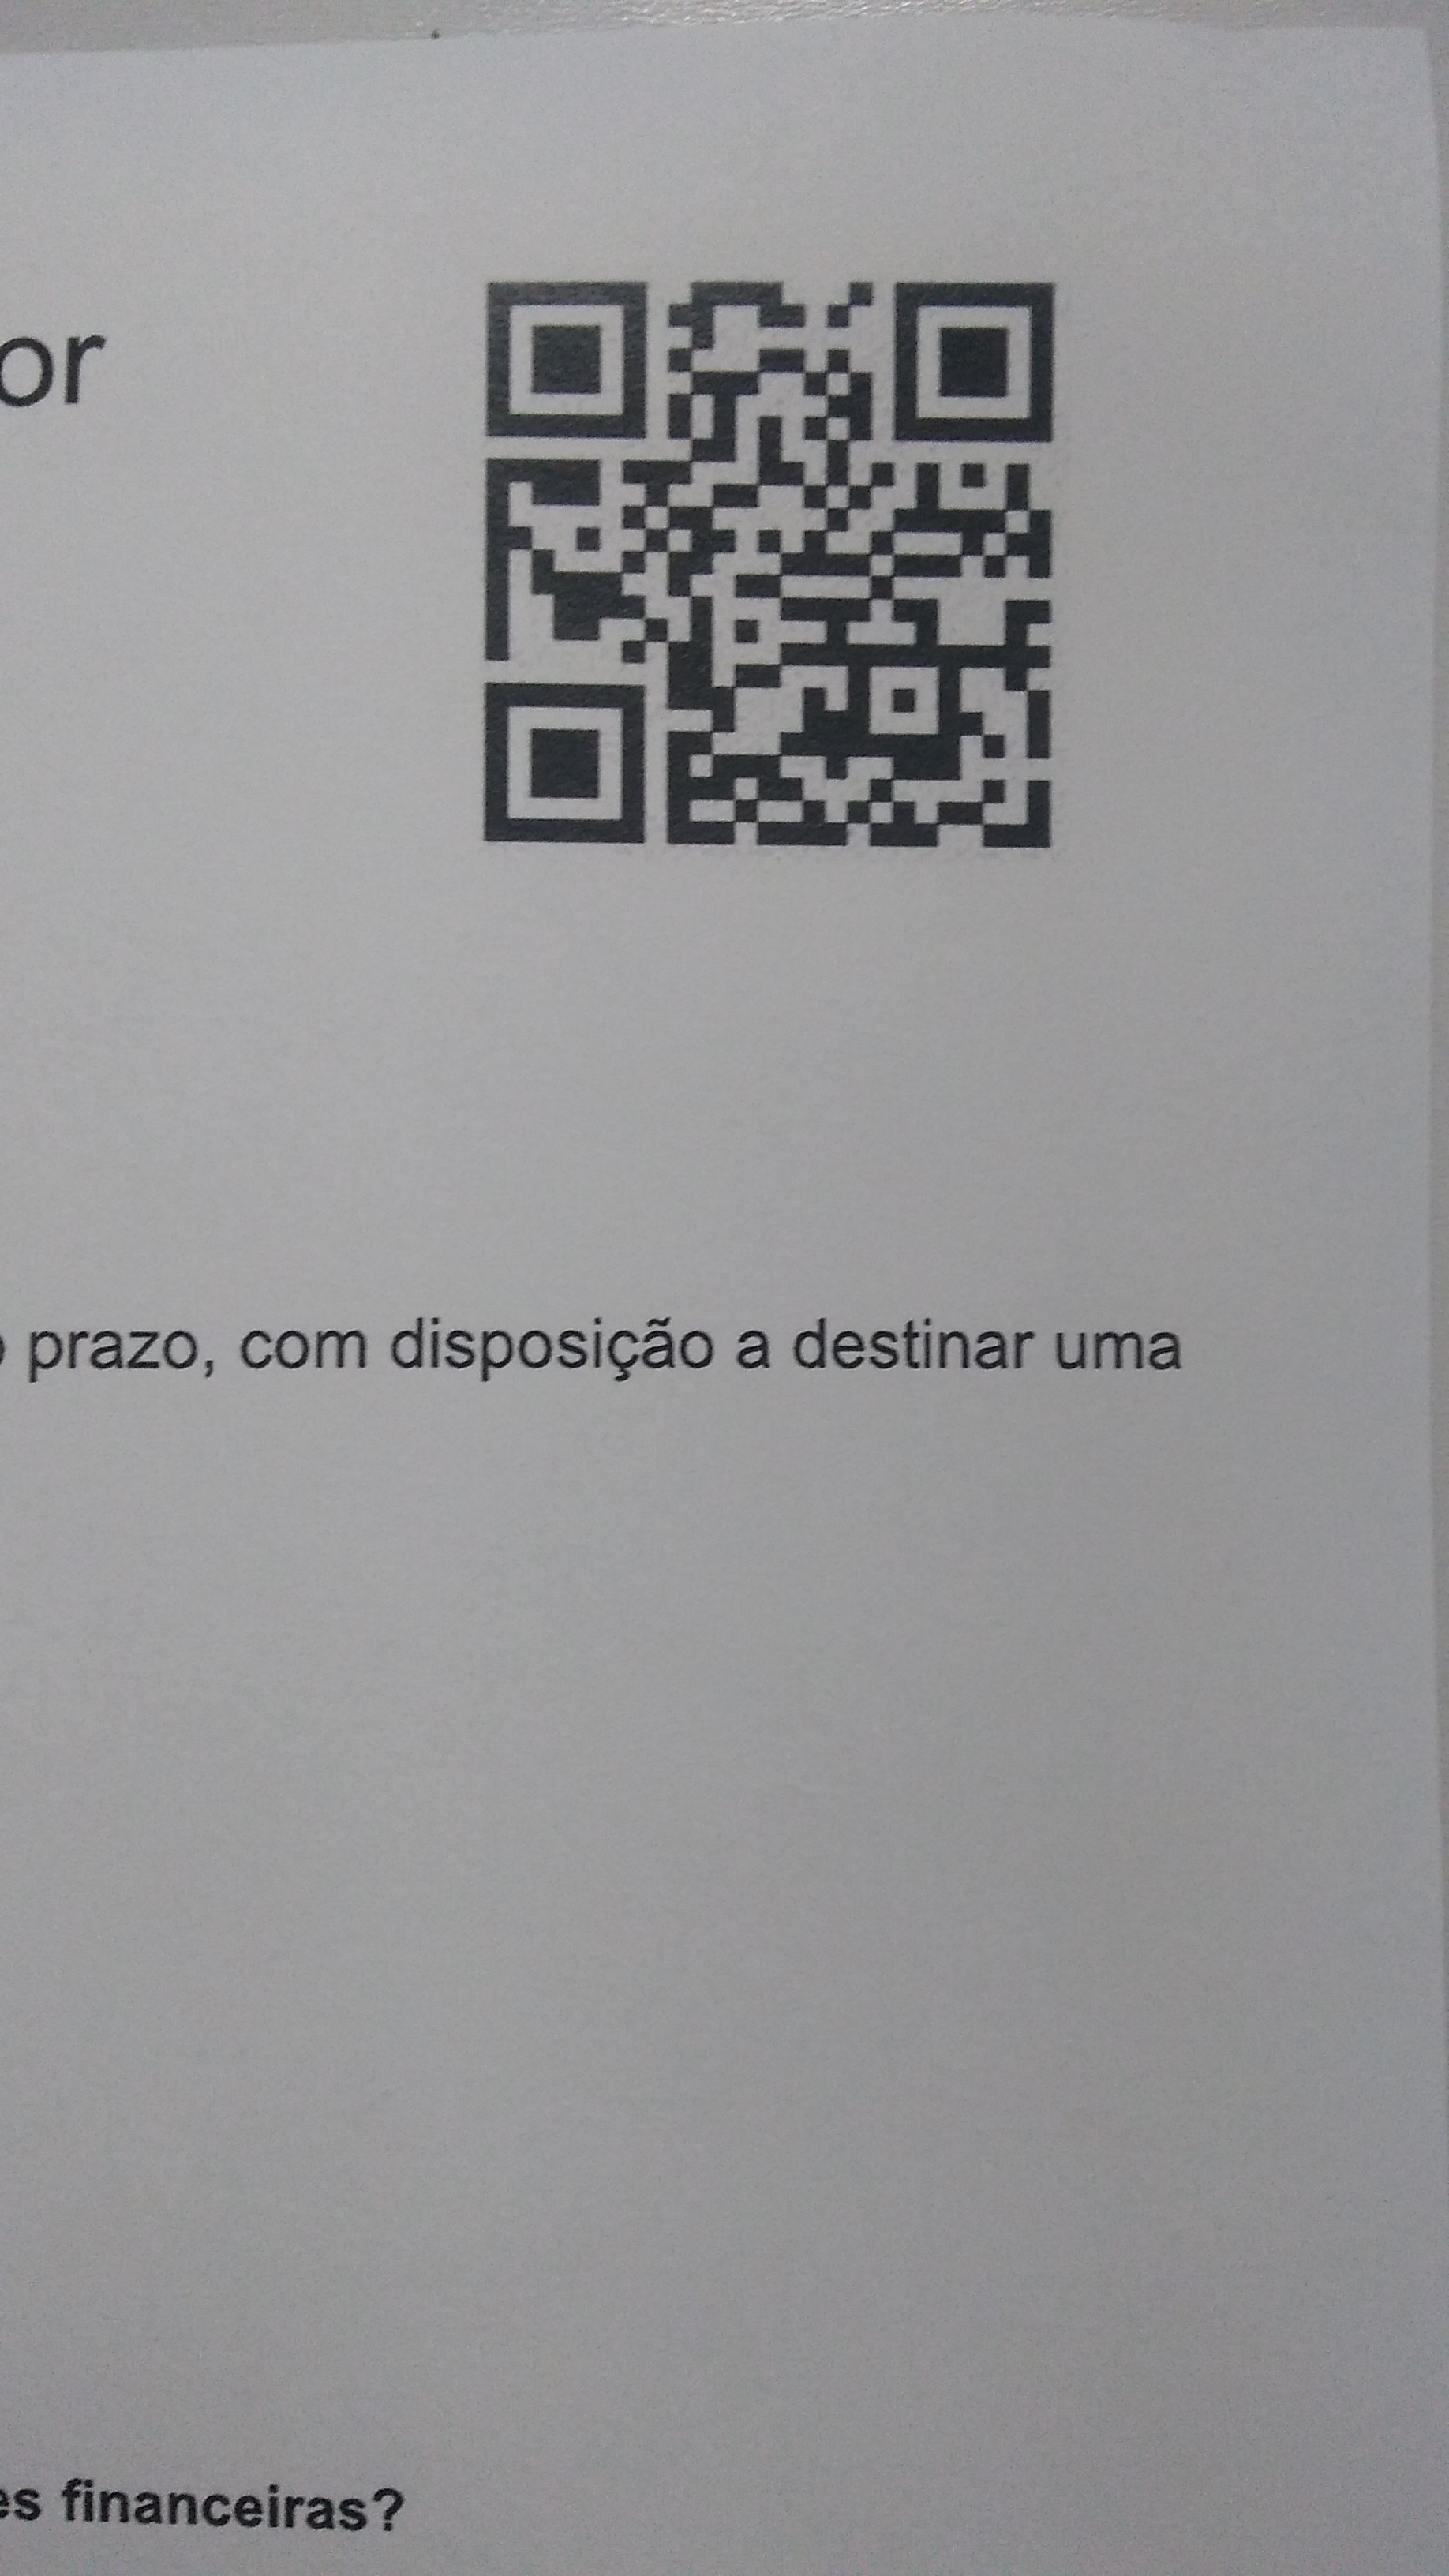 or
prazo, com disposição a destinar uma
es financeiras?